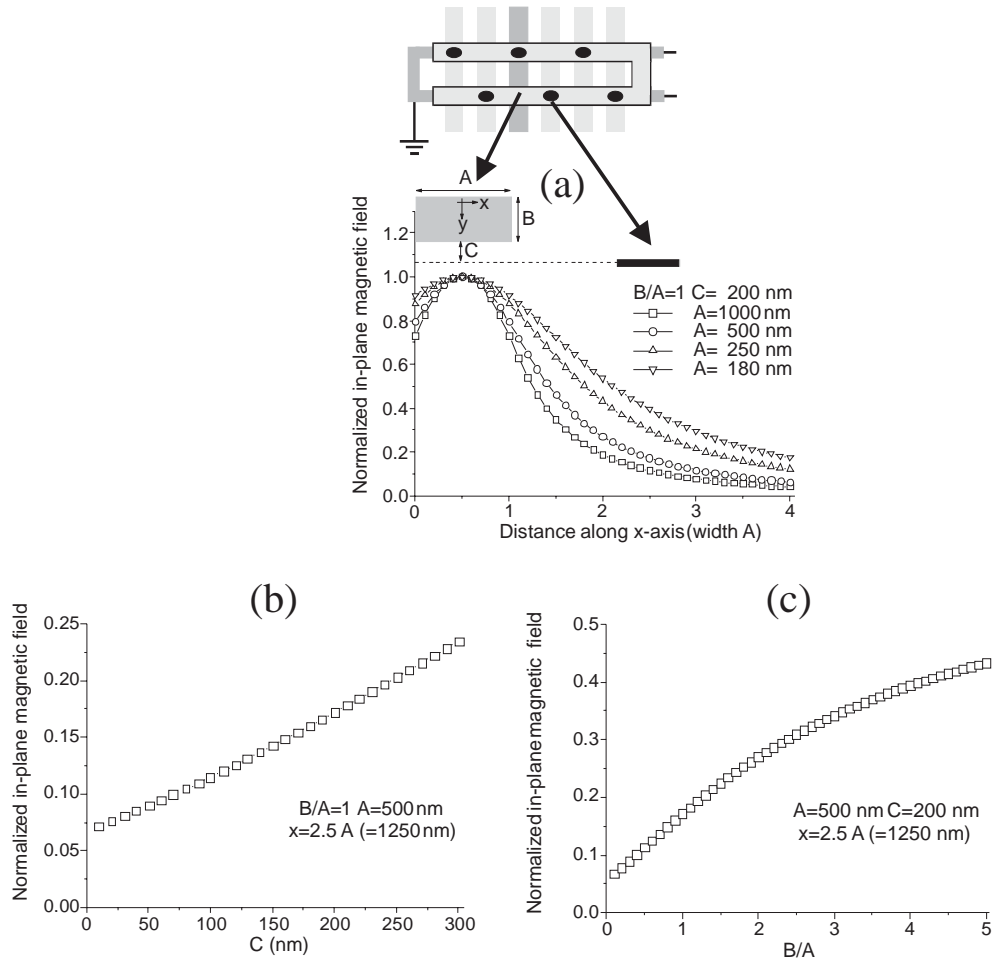 (a)
A
x
y
B
C
Normalized in-plane magnetic field
1.2
1.0
0.8
0.6
0.4
0.2
0.0
B/A=1 C= 200 nm
A=1000 nm
A= 500 nm
A= 250 nm
A= 180 nm
0 1 2 3 4
Distance along x-axis (width A)
(b)
Normalized in-plane magnetic field
0.25
0.20
0.15
0.10
0.05
0.00
B/A=1 A=500 nm
x=2.5 A (=1250 nm)
0 50 100 150 200 250 300
C (nm)
(c)
Normalized in-plane magnetic field
0.5
0.4
0.3
0.2
0.1
0.0
A=500 nm C=200 nm
x=2.5 A (=1250 nm)
0 1 2 3 4 5
B/A